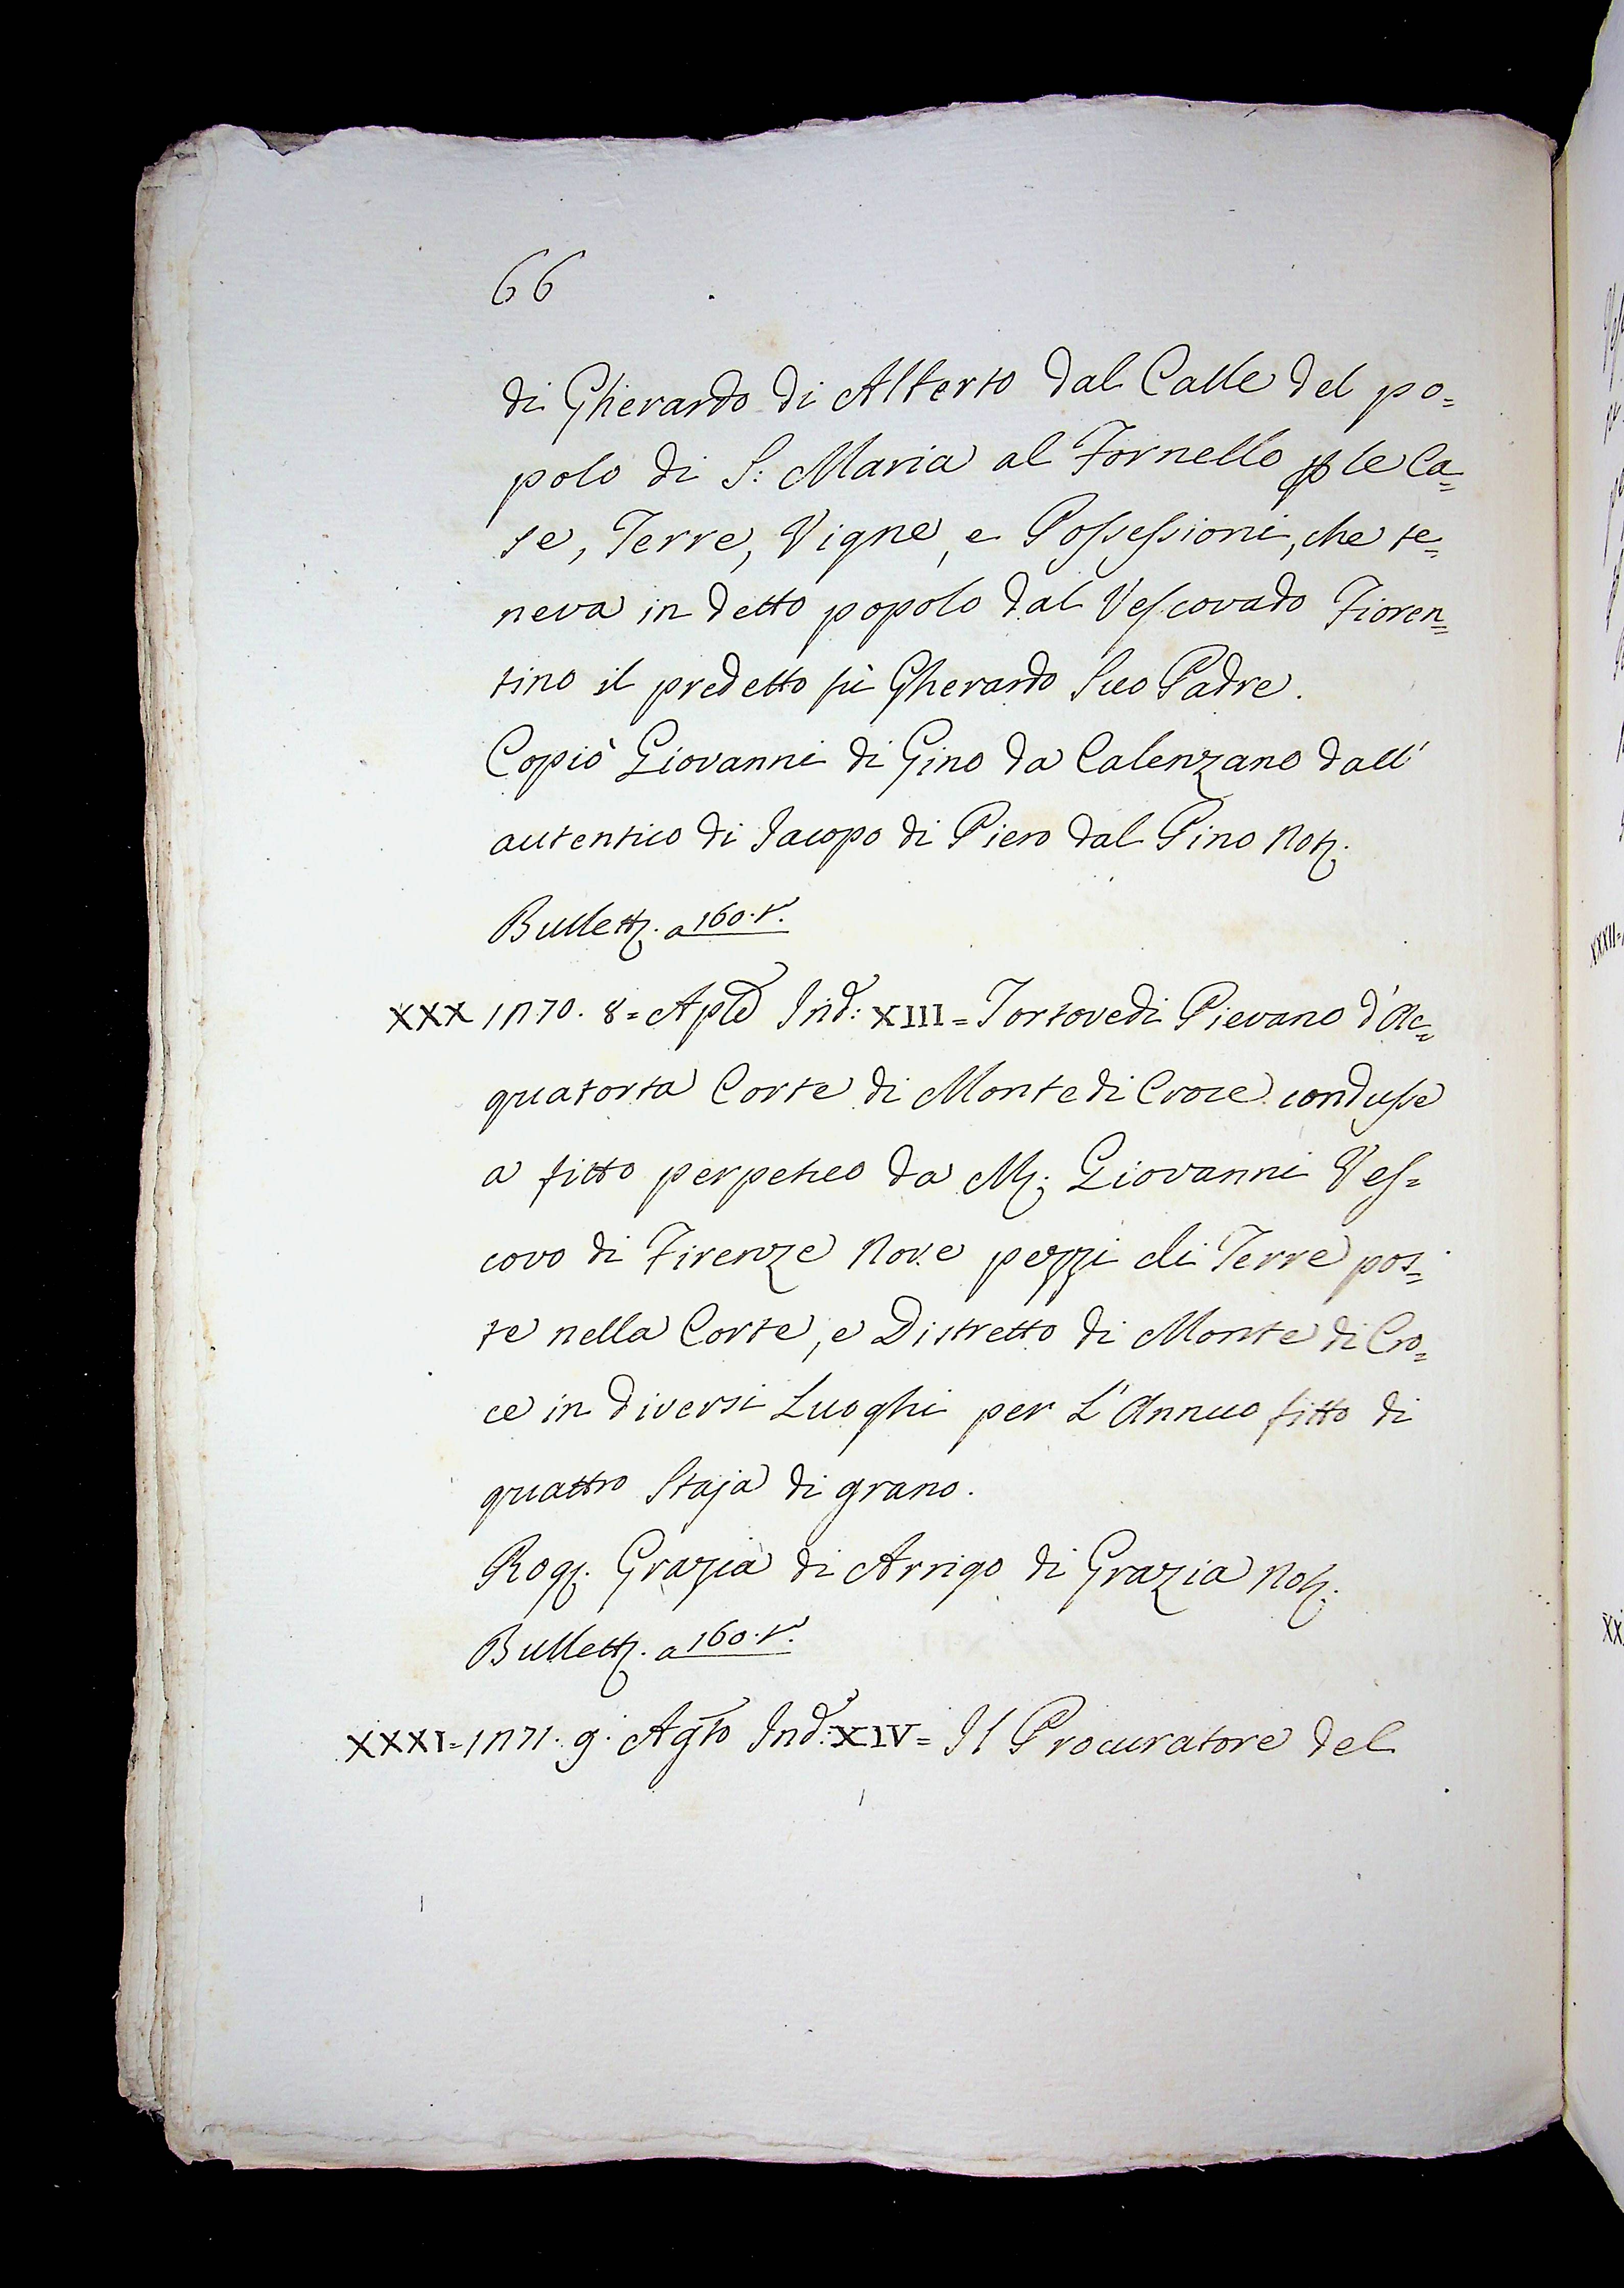 66
di Gherardo di Alberto dal Calle del po=
polo di S: Maria al Fornello p le Ca=
se, Terre, Vigne, e Possessioni, che te=
neva in detto popolo dal Vescovado Fioren=
tino il predetto fù Gherardo Suo Padre.
Copiò Giovanni di Gino da Calenzano dall'
autentico di Jacopo di Piero dal Pino Not.
Bullett. a 160.r.
XXX 1270. 8= Aple Ind: XIII= Tortovedi Pievano d'Ac=
quatorta Corte di Monte di Croce condusse
a fitto perpetuo da M. Giovanni Ves=
covo di Firenze Nove pezzi di Terre pos=
te nella Corte, e Distretto di Monte di Cro=
ce in diversi Luoghi per L'Annuo fitto di
quattro Staja di grano.
Rog. Grazia di Arrigo di Grazia Not.
Bullett. a 160.r.
XXXI=1271. 9. Agto Ind: XIV= Il Procuratore del